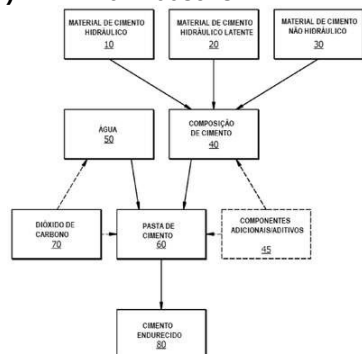 MATERIAL DE CIMENTO
HIDRÁULICO
10
MATERIAL DE CIMENTO
HIDRÁULICO LATENTE
20
MATERIAL DE CIMENTO
NÃO HIDRÁULICO
30
ÁGUA
50
COMPOSIÇÃO
DE CIMENTO
40
DIÓXIDO DE
CARBONO
70
PASTA DE
CIMENTO
60
COMPONENTES
ADICIONAIS/ADITIVOS
45
CIMENTO
ENDURECIDO
80